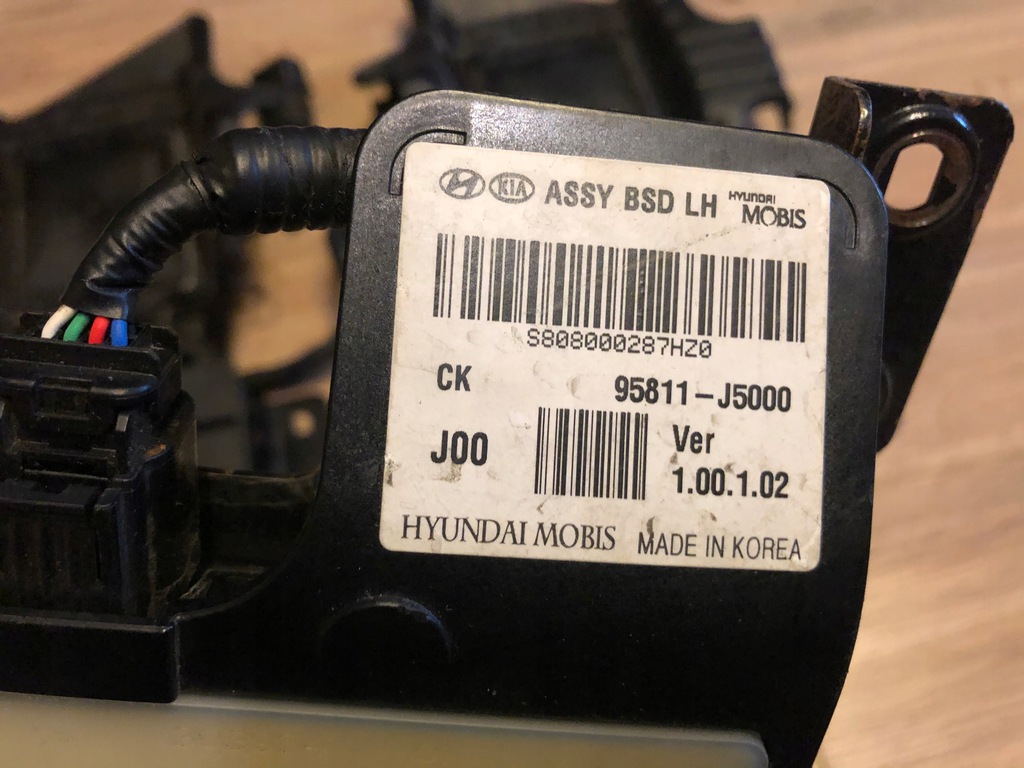 KIA ASSY BSD LH HYUNDAI MOBIS
S808000287HZ0
CK 95811-J5000
J00 Ver
1.00.1.02
HYUNDAI MOBIS MADE IN KOREA